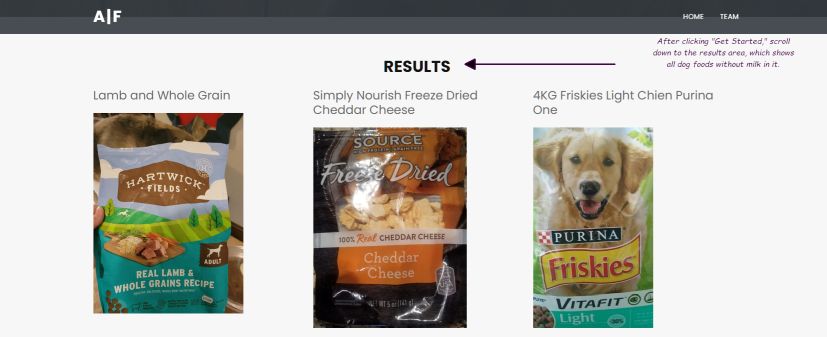 A|F
HOME TEAM
After clicking "Get Started," scroll
down to the results area, which shows
all dog foods without milk in it.
RESULTS
Lamb and Whole Grain
Simply Nourish Freeze Dried
Cheddar Cheese
4KG Friskies Light Chien Purina
One
HARTWICK
FIELDS
ADULT
REAL LAMB &
WHOLE GRAINS RECIPE
SOURCE
Freeze Dried
100% Real CHEDDAR CHEESE
Cheddar
Cheese
NET WT 5 oz (141 g)
PURINA
Friskies
VITAFIT
Light